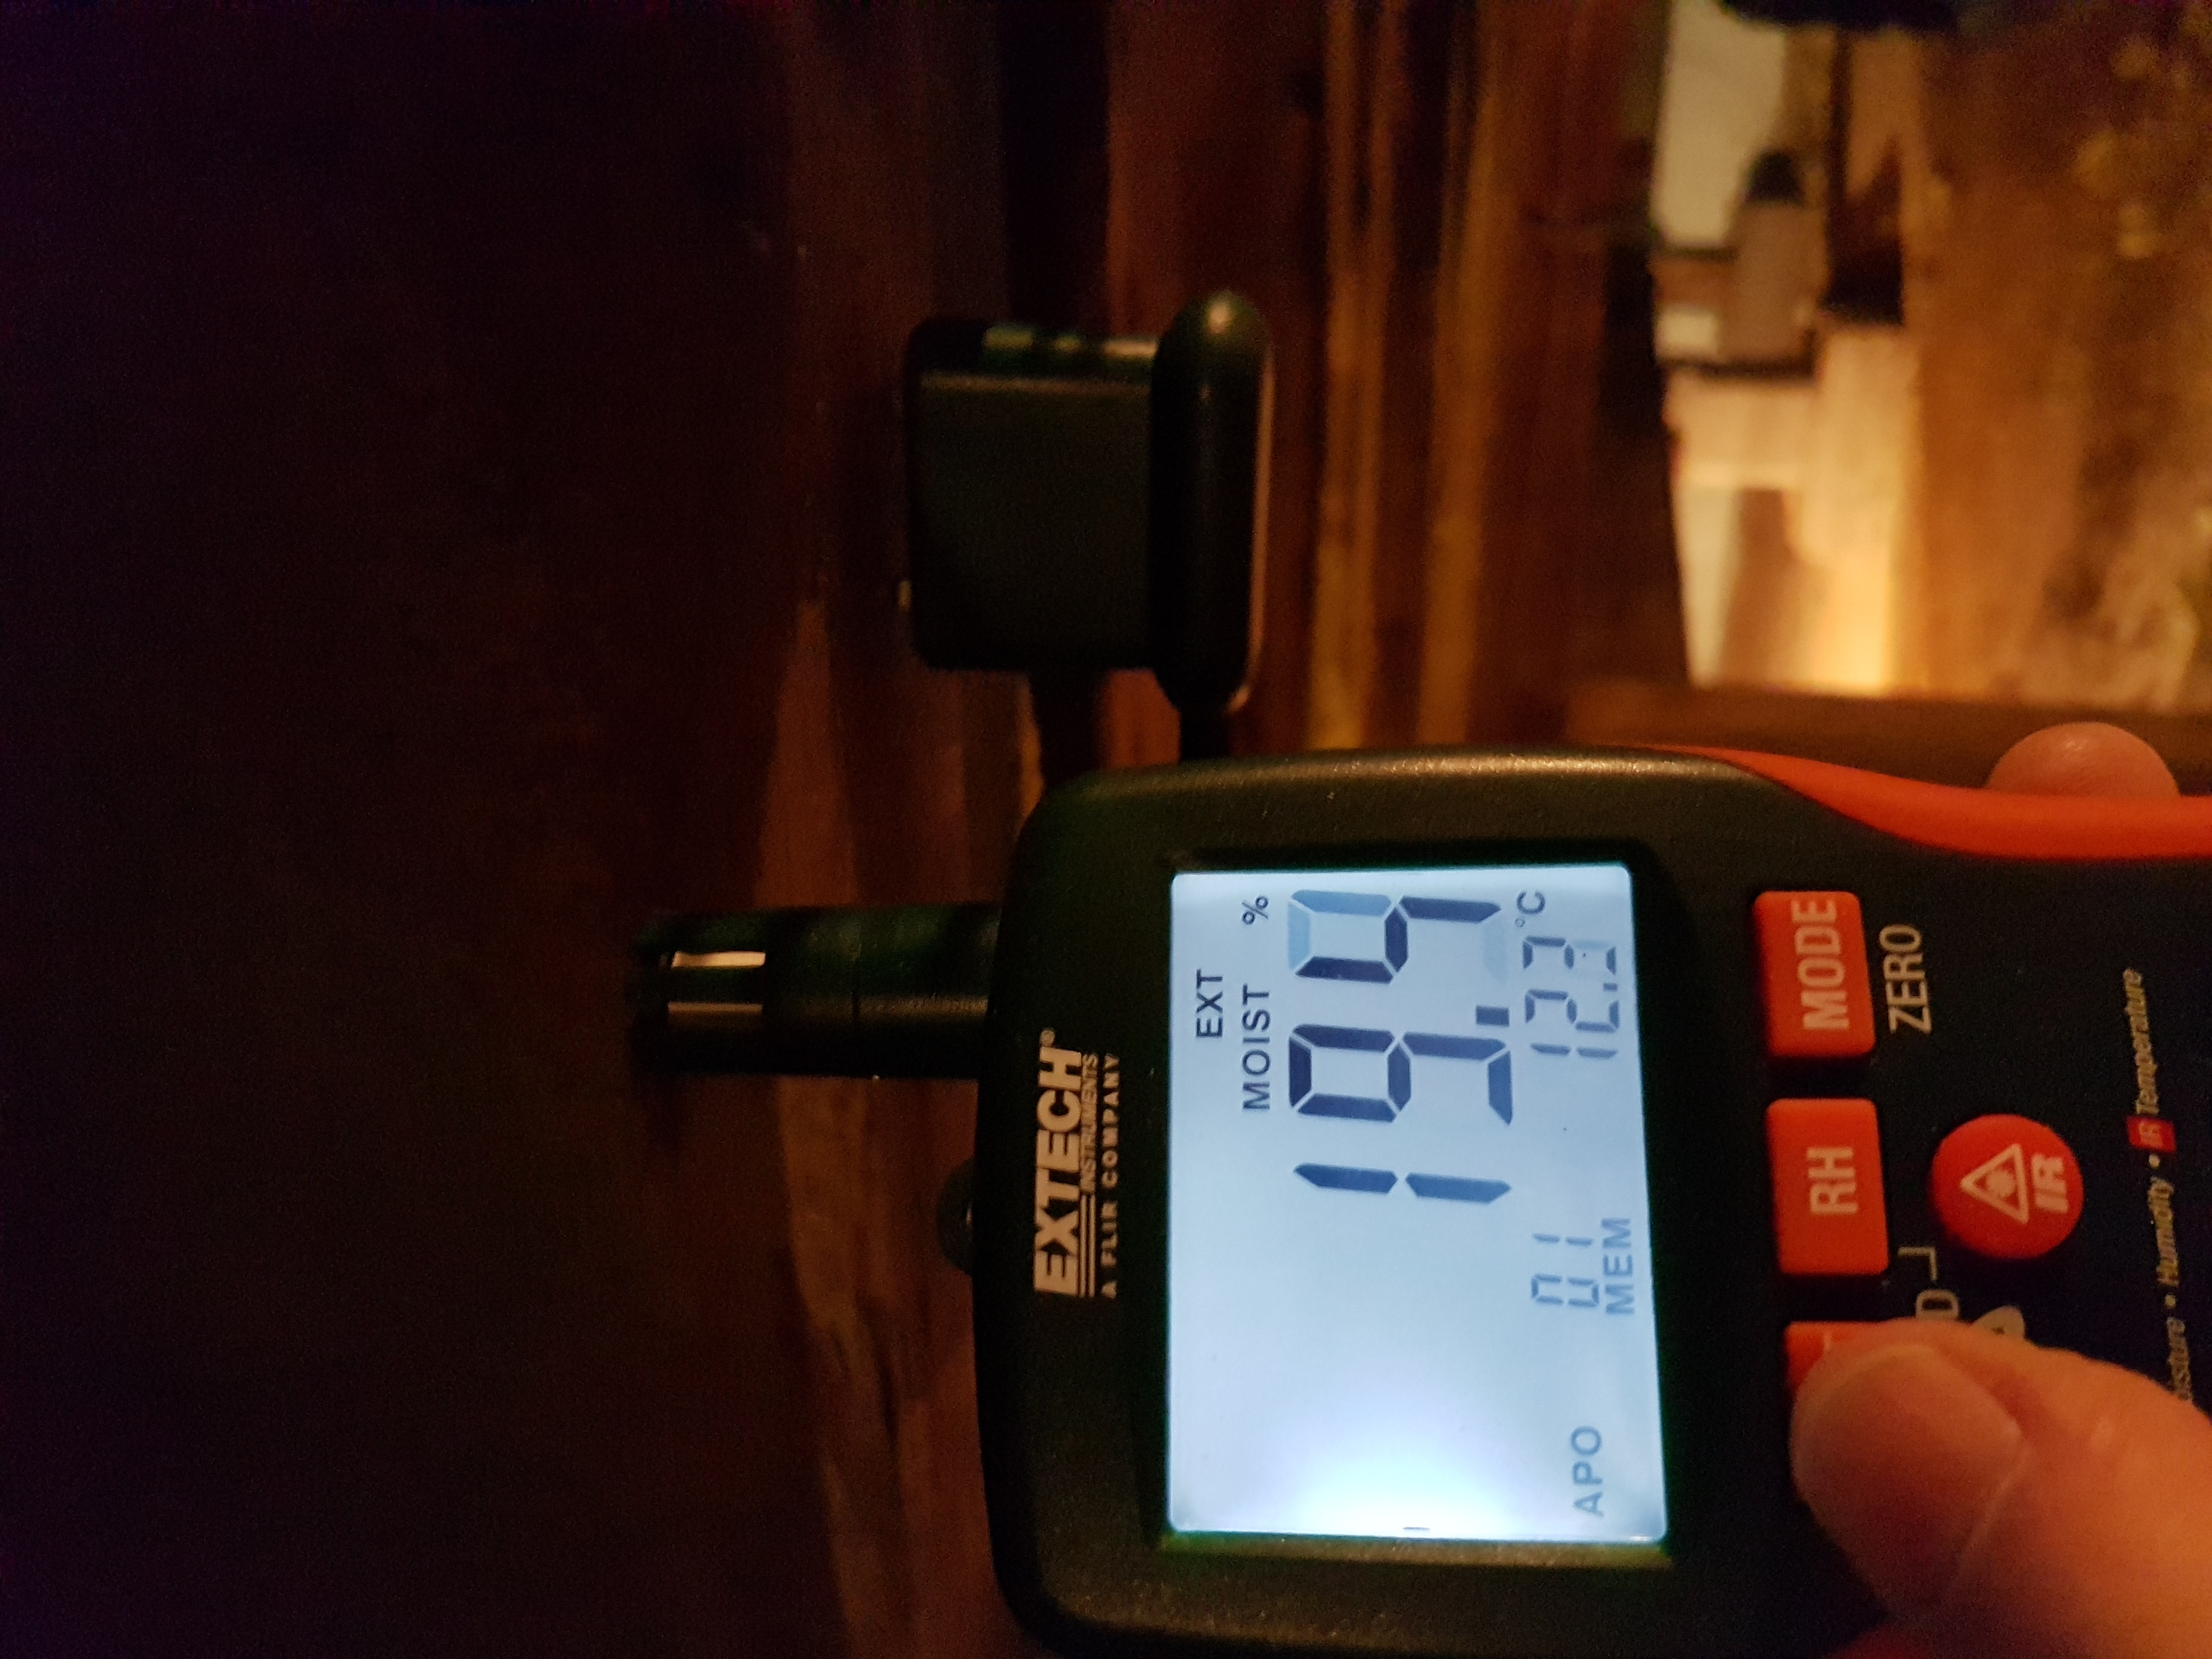 EXTECH®
INSTRUMENTS
A FLIR COMPANY
EXT
MOIST %
19.4
APO 01 MEM 12.3 °C
RH
MODE
ZERO
IR
Humidity • IR Temperature